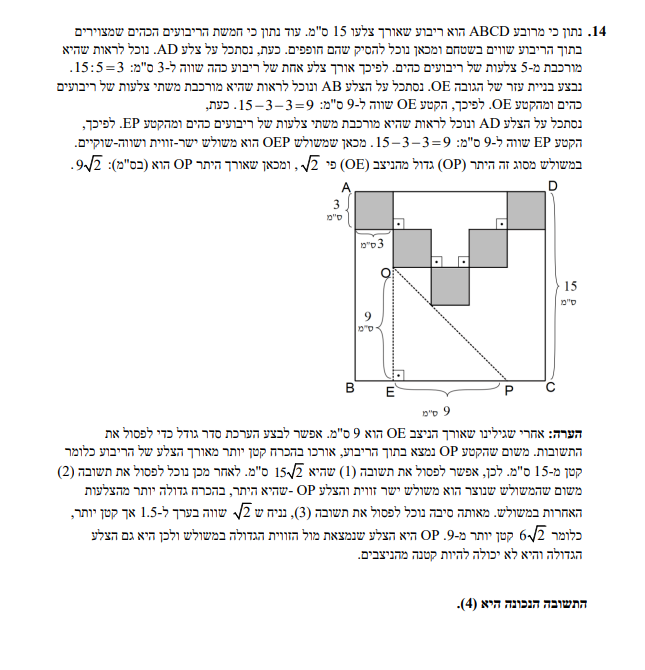 14. נתון כי מרובע ABCD הוא ריבוע שאורך צלעו 15 ס"מ. עוד נתון כי חמשת הריבועים הכהים שמצוירים
בתוך הריבוע שווים בשטחם ומכאן נוכל להסיק שהם חופפים. כעת, נסתכל על צלע AD. נוכל לראות שהיא
מורכבת מ-5 צלעות של ריבועים כהים. לפיכך אורך צלע אחת של ריבוע כהה שווה ל-3 ס"מ: 15:5=3.
נבצע בניית עזר של הגובה OE. נסתכל על הצלע AB ונוכל לראות שהיא מורכבת משתי צלעות של ריבועים
כהים ומהקטע OE. לפיכך, הקטע OE שווה ל-9 ס"מ: 15-3-3=9. כעת,
נסתכל על הצלע AD ונוכל לראות שהיא מורכבת משתי צלעות של ריבועים כהים ומהקטע EP. לפיכך,
הקטע EP שווה ל-9 ס"מ: 15-3-3=9. מכאן שמשולש OEP הוא משולש ישר-זווית ושווה-שוקיים.
במשולש מסוג זה היתר (OP) גדול מהניצב (OE) פי √2, ומכאן שאורך היתר OP הוא (בס"מ): 9√2.
A
D
3
ס"מ
3 ס"מ
O
15
ס"מ
9
ס"מ
B
E
P
C
9 ס"מ
הערה: אחרי שגילינו שאורך הניצב OE הוא 9 ס"מ. אפשר לבצע הערכת סדר גודל כדי לפסול את
התשובות. משום שהקטע OP נמצא בתוך הריבוע, אורכו בהכרח קטן יותר מאורך הצלע של הריבוע כלומר
קטן מ-15 ס"מ. לכן, אפשר לפסול את תשובה (1) שהיא 15√2 ס"מ. לאחר מכן נוכל לפסול את תשובה (2)
משום שהמשולש שנוצר הוא משולש ישר זווית והצלע OP -שהיא היתר, בהכרח גדולה יותר מהצלעות
האחרות במשולש. מאותה סיבה נוכל לפסול את תשובה (3), נניח ש √2 שווה בערך ל-1.5 אך קטן יותר,
כלומר 6√2 קטן יותר מ-9. OP היא הצלע שנמצאת מול הזווית הגדולה במשולש ולכן היא גם הצלע
הגדולה והיא לא יכולה להיות קטנה מהניצבים.
התשובה הנכונה היא (4).